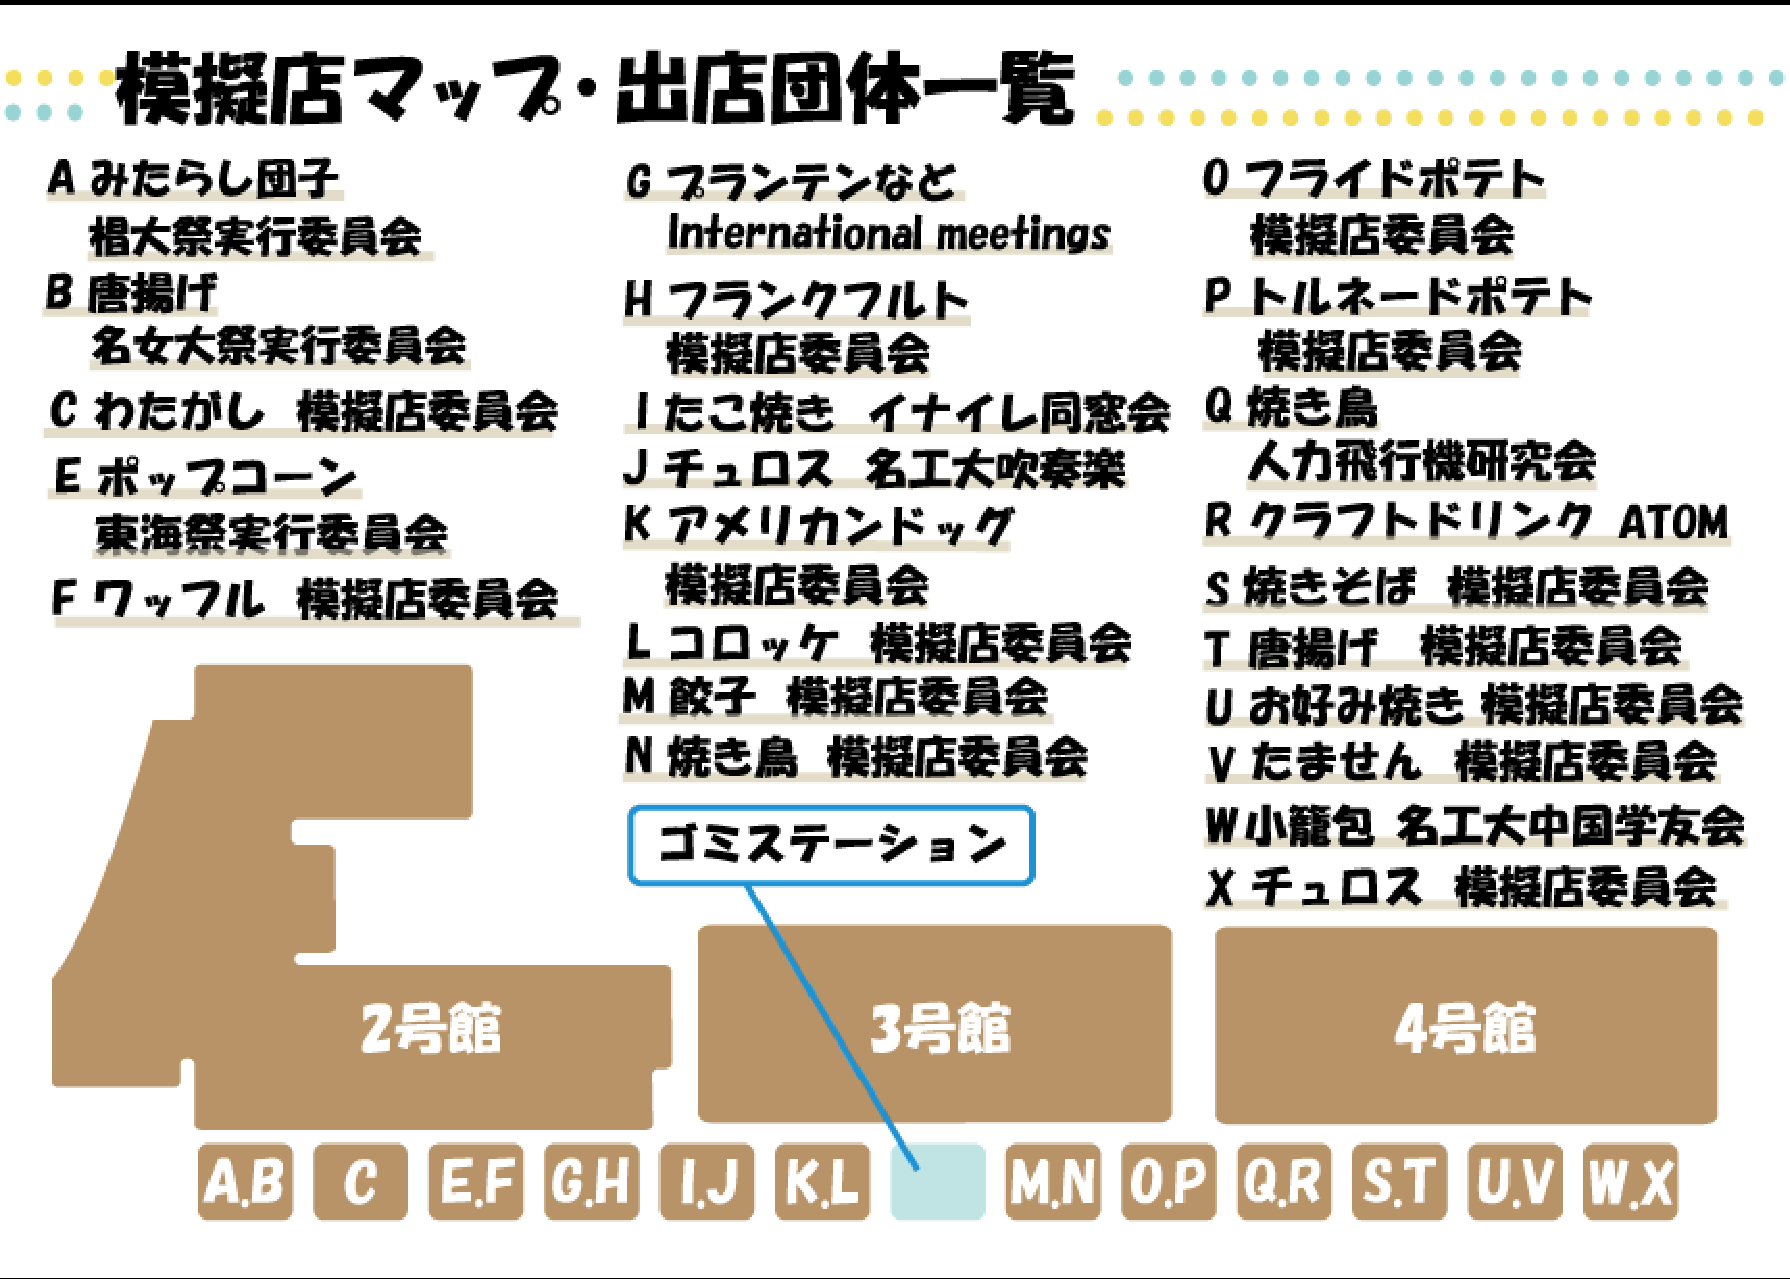 模擬店マップ・出店団体一覧
A みたらし団子
椙大祭実行委員会
B 唐揚げ
名女大祭実行委員会
C わたがし 模擬店委員会
E ポップコーン
東海祭実行委員会
F ワッフル 模擬店委員会
G プランテンなど
International meetings
H フランクフルト
模擬店委員会
I たこ焼き イナイレ同窓会
J チュロス 名工大吹奏楽
K アメリカンドッグ
模擬店委員会
L コロッケ 模擬店委員会
M 餃子 模擬店委員会
N 焼き鳥 模擬店委員会
O フライドポテト
模擬店委員会
P トルネードポテト
模擬店委員会
Q 焼き鳥
人力飛行機研究会
R クラフトドリンク ATOM
S 焼きそば 模擬店委員会
T 唐揚げ 模擬店委員会
U お好み焼き 模擬店委員会
V たません 模擬店委員会
W 小籠包 名工大中国学友会
X チュロス 模擬店委員会
ゴミステーション
2号館
3号館
4号館
A.B
C
E.F
G.H
I.J
K.L
M.N
O.P
Q.R
S.T
U.V
W.X